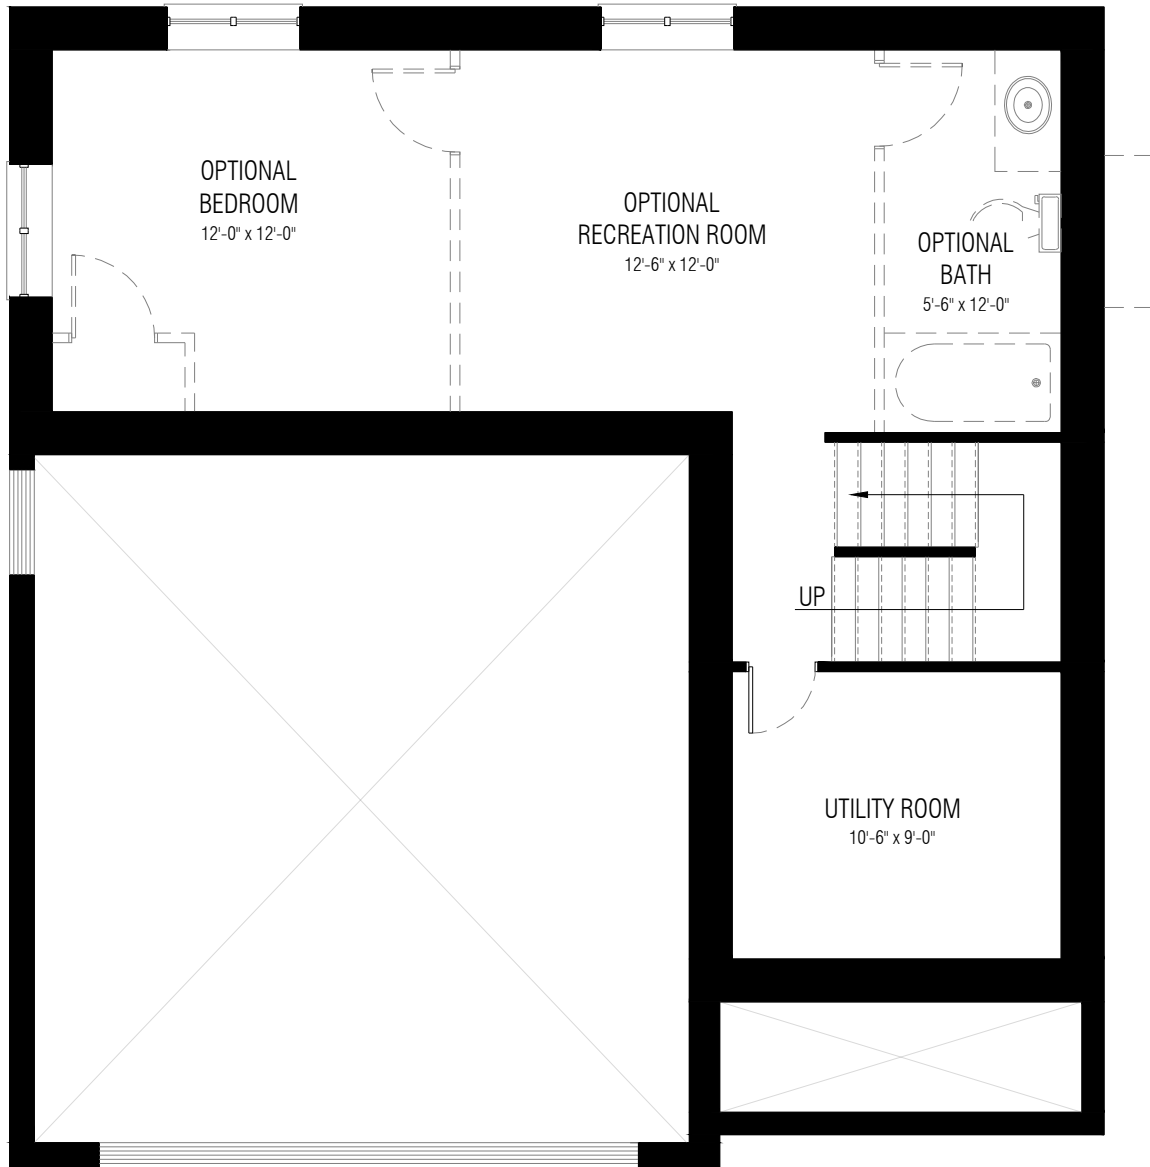 OPTIONAL
BEDROOM
12'-0" x 12'-0"
OPTIONAL
RECREATION ROOM
12'-6" x 12'-0"
OPTIONAL
BATH
5'-6" x 12'-0"
UP
UTILITY ROOM
10'-6" x 9'-0"